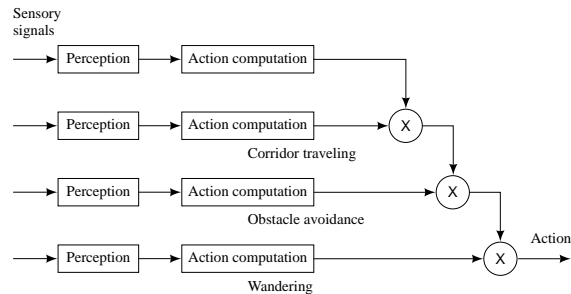 Sensory
signals
Perception
Action computation
Perception
Action computation
X
Corridor traveling
Perception
Action computation
X
Obstacle avoidance
Action
Perception
Action computation
X
Wandering